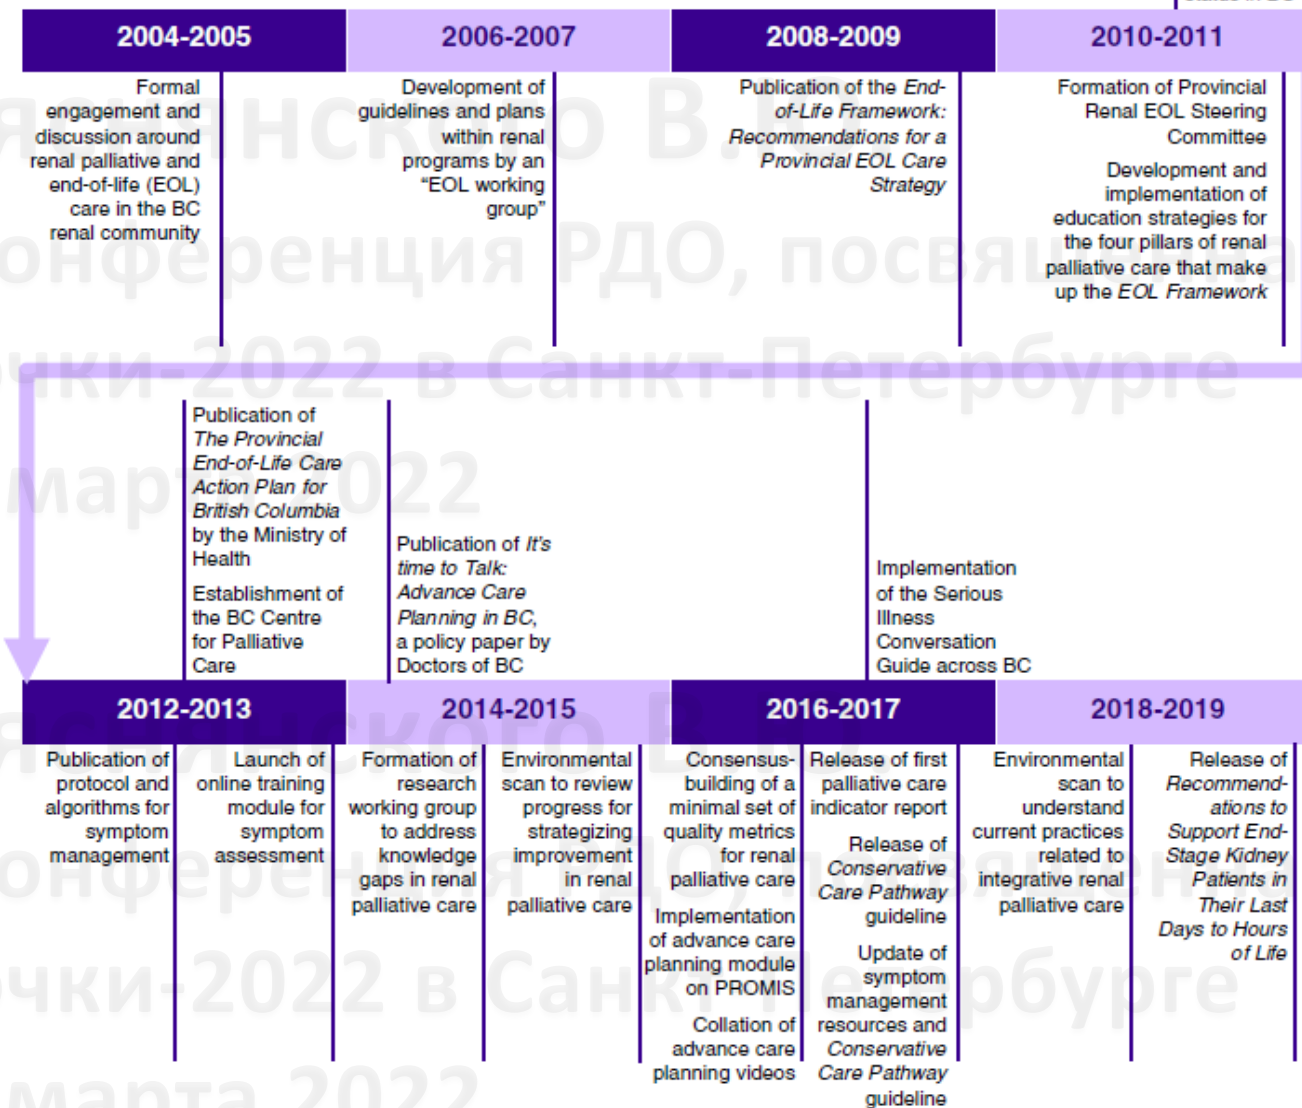 2004-2005
2006-2007
2008-2009
2010-2011
Formal
engagement and
discussion around
renal palliative and
end-of-life (EOL)
care in the BC
renal community
Development of
guidelines and plans
within renal
programs by an
“EOL working
group”
Publication of the End-
of-Life Framework:
Recommendations for a
Provincial EOL Care
Strategy
Formation of Provincial
Renal EOL Steering
Committee
Development and
implementation of
education strategies for
the four pillars of renal
palliative care that make
up the EOL Framework
Publication of
The Provincial
End-of-Life Care
Action Plan for
British Columbia
by the Ministry of
Health
Establishment of
the BC Centre
for Palliative
Care
Publication of It's
time to Talk:
Advance Care
Planning in BC,
a policy paper by
Doctors of BC
Implementation
of the Serious
Illness
Conversation
Guide across BC
2012-2013
2014-2015
2016-2017
2018-2019
Publication of
protocol and
algorithms for
symptom
management
Launch of
online training
module for
symptom
assessment
Formation of
research
working group
to address
knowledge
gaps in renal
palliative care
Environmental
scan to review
progress for
strategizing
improvement
in renal
palliative care
Consensus-
building of a
minimal set of
quality metrics
for renal
palliative care
Implementation
of advance care
planning module
on PROMIS
Collation of
advance care
planning videos
Release of first
palliative care
indicator report
Release of
Conservative
Care Pathway
guideline
Update of
symptom
management
resources and
Conservative
Care Pathway
guideline
Environmental
scan to
understand
current practices
related to
integrative renal
palliative care
Release of
Recommend-
ations to
Support End-
Stage Kidney
Patients in
Their Last
Days to Hours
of Life
В.
РДО,
-2022 в Санкт-Петербурге
марта 2022
В.Ю.
-2022 в Санкт-Петербурге
марта 2022